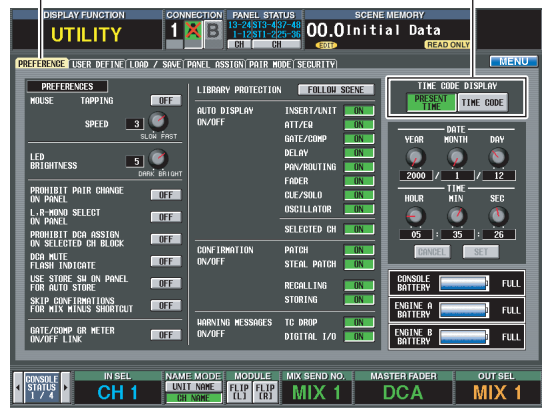 DISPLAY FUNCTION
CONNECTION
PANEL STATUS
SCENE MEMORY
UTILITY
1 X B
13-24ST3-437-48
1-12ST1-225-36
CH CH
00.0 Initial Data
EDIT
READ ONLY
PREFERENCE USER DEFINE LOAD / SAVE PANEL ASSIGN PAIR MODE SECURITY
MENU
PREFERENCES
MOUSE TAPPING OFF
SPEED 3
SLOW FAST
LED
BRIGHTNESS 5
DARK BRIGHT
PROHIBIT PAIR CHANGE
ON PANEL OFF
L,R-MONO SELECT
ON PANEL OFF
PROHIBIT DCA ASSIGN
ON SELECTED CH BLOCK OFF
DCA MUTE
FLASH INDICATE OFF
USE STORE SW ON PANEL
FOR AUTO STORE OFF
SKIP CONFIRMATIONS
FOR MIX MINUS SHORTCUT OFF
GATE/COMP GR METER
ON/OFF LINK OFF
LIBRARY PROTECTION FOLLOW SCENE
AUTO DISPLAY
ON/OFF
INSERT/UNIT ON
ATT/EQ ON
GATE/COMP ON
DELAY ON
PAN/ROUTING ON
FADER ON
CUE/SOLO ON
OSCILLATOR ON
SELECTED CH ON
CONFIRMATION
ON/OFF
PATCH ON
STEAL PATCH ON
RECALLING ON
STORING ON
WARNING MESSAGES
ON/OFF
TC DROP ON
DIGITAL I/O ON
TIME CODE DISPLAY
PRESENT
TIME
TIME CODE
DATE
YEAR MONTH DAY
2000 / 1 / 12
TIME
HOUR MIN SEC
05 : 35 : 26
CANCEL SET
CONSOLE
BATTERY FULL
ENGINE A
BATTERY FULL
ENGINE B
BATTERY FULL
CONSOLE
STATUS
1 / 4
IN SEL
CH 1
NAME MODE
UNIT NAME
CH NAME
MODULE
FLIP
[L]
FLIP
[R]
MIX SEND NO.
MIX 1
MASTER FADER
DCA
OUT SEL
MIX 1